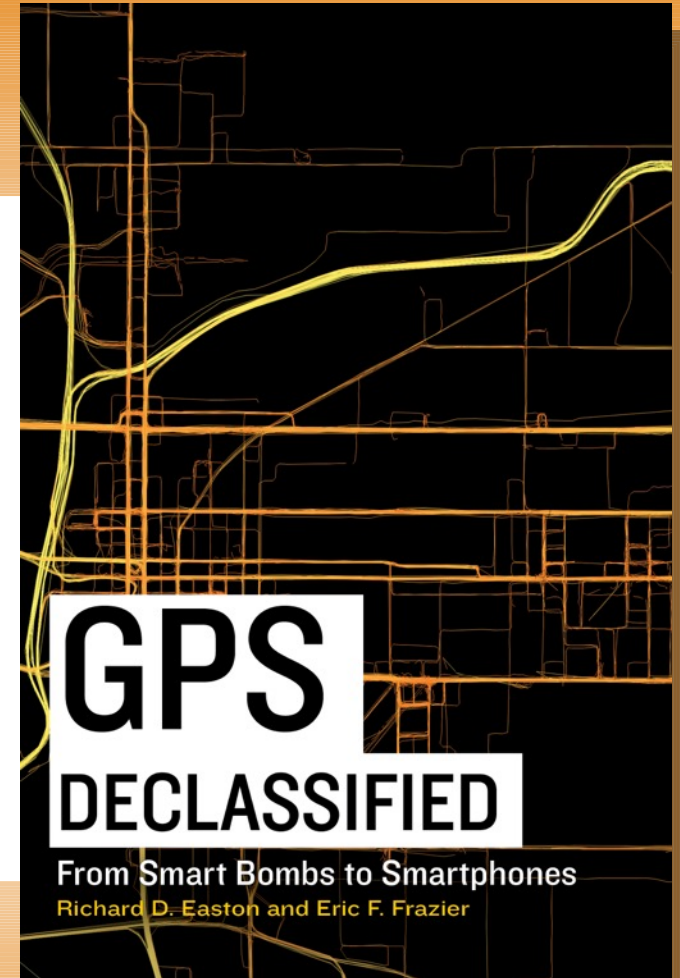 GPS
DECLASSIFIED
From Smart Bombs to Smartphones
Richard D. Easton and Eric F. Frazier